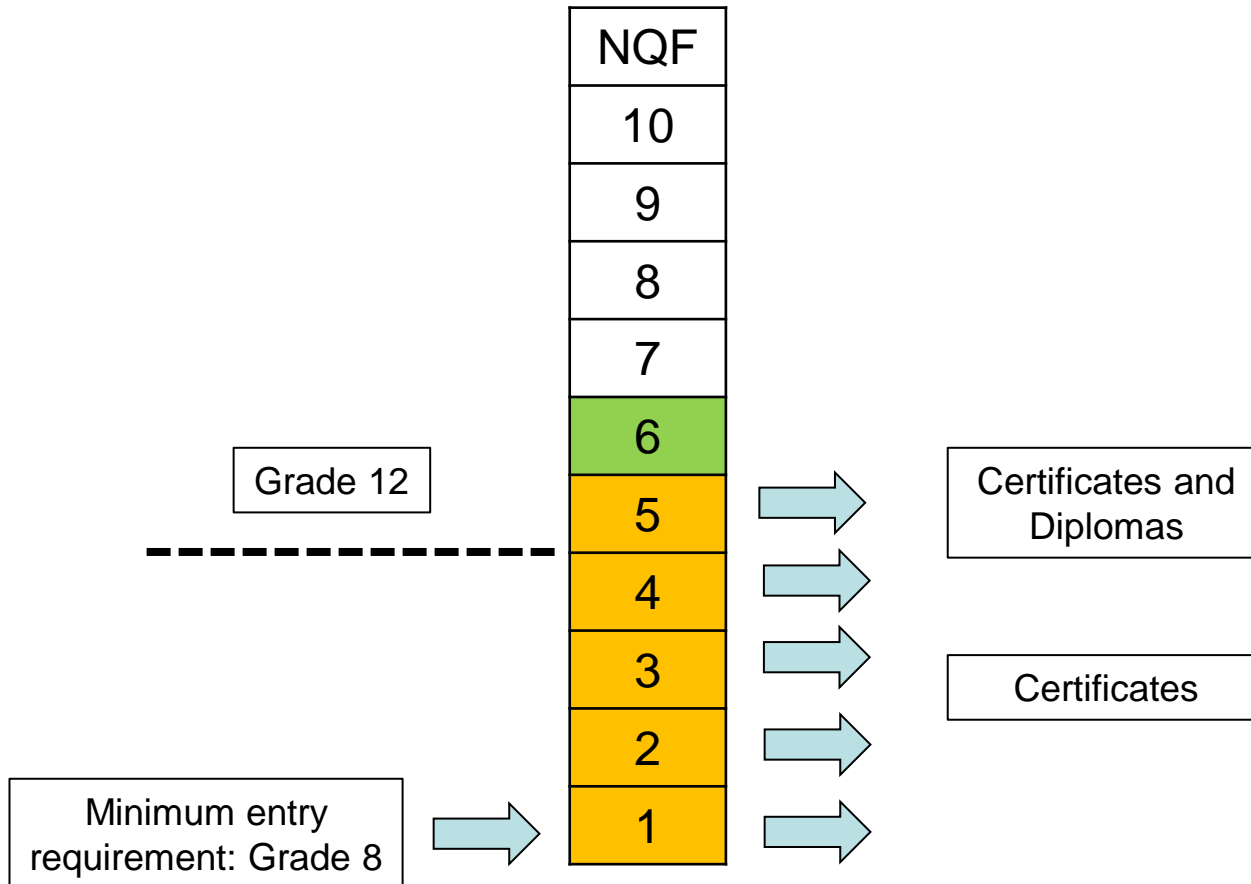 NQF
10
9
8
7
6
Grade 12
5
Certificates and
Diplomas
4
3
Certificates
2
Minimum entry
requirement: Grade 8
1